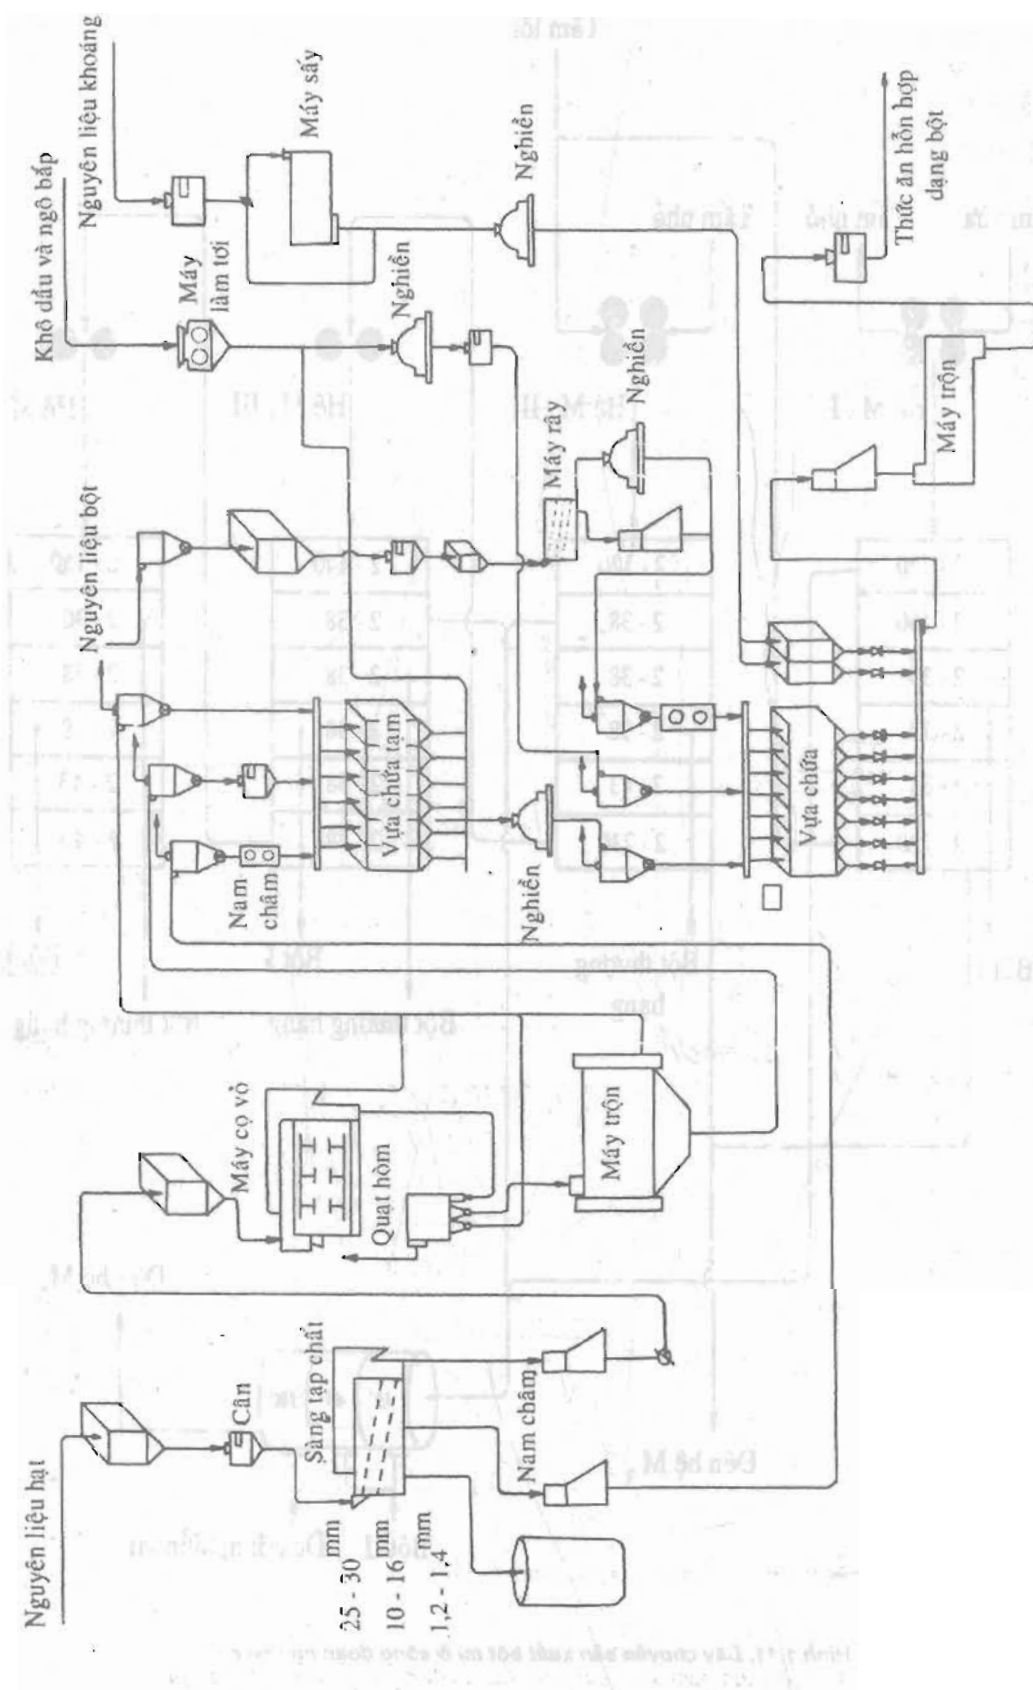 Nguyên liệu hạt
Cân
Sàng tạp chất
25 - 30 mm
10 - 16 mm
1,2 - 1,4 mm
Nam châm
Máy cọ vỏ
Quạt hòm
Máy trộn
Nam
châm
Vựa chứa tạm
Nghiền
Nguyên liệu bột
Khô dầu và ngô bắp
Nguyên liệu khoáng
Máy
làm tơi
Máy sấy
Nghiền
Nghiền
Máy rây
Nghiền
Vựa chứa
Máy trộn
Thức ăn hỗn hợp
dạng bột